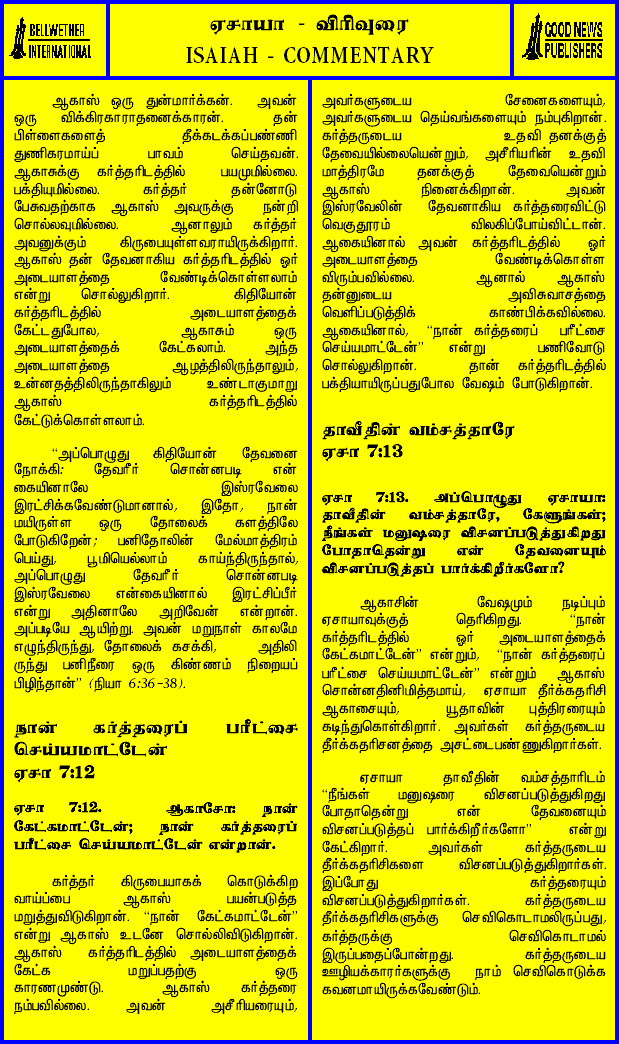 BELLWETHER
INTERNATIONAL
ஏசாயா - விரிவுரை
ISAIAH - COMMENTARY
GOOD NEWS
PUBLISHERS
ஆகாஸ் ஒரு துன்மார்க்கன். அவன்
ஒரு விக்கிரகாராதனைக்காரன். தன்
பிள்ளைகளைத் தீக்கடக்கப்பண்ணி
துணிகரமாய்ப் பாவம் செய்தவன்.
ஆகாசுக்கு கர்த்தரிடத்தில் பயமுமில்லை.
பக்தியுமில்லை. கர்த்தர் தன்னோடு
பேசுவதற்காக ஆகாஸ் அவருக்கு நன்றி
சொல்லவுமில்லை. ஆனாலும் கர்த்தர்
அவனுக்கும் கிருபையுள்ளவராயிருக்கிறார்.
ஆகாஸ் தன் தேவனாகிய கர்த்தரிடத்தில் ஓர்
அடையாளத்தை வேண்டிக்கொள்ளலாம்
என்று சொல்லுகிறார். கிதியோன்
கர்த்தரிடத்தில் அடையாளத்தைக்
கேட்டதுபோல, ஆகாசும் ஒரு
அடையாளத்தைக் கேட்கலாம். அந்த
அடையாளத்தை ஆழத்திலிருந்தாலும்,
உன்னதத்திலிருந்தாகிலும் உண்டாகுமாறு
ஆகாஸ் கர்த்தரிடத்தில்
கேட்டுக்கொள்ளலாம்.
“அப்பொழுது கிதியோன் தேவனை
நோக்கி: தேவரீர் சொன்னபடி என்
கையினாலே இஸ்ரவேலை
இரட்சிக்கவேண்டுமானால், இதோ, நான்
மயிருள்ள ஒரு தோலைக் களத்திலே
போடுகிறேன்; பனிதோலின் மேல்மாத்திரம்
பெய்து, பூமியெல்லாம் காய்ந்திருந்தால்,
அப்பொழுது தேவரீர் சொன்னபடி
இஸ்ரவேலை என்கையினால் இரட்சிப்பீர்
என்று அதினாலே அறிவேன் என்றான்.
அப்படியே ஆயிற்று. அவன் மறுநாள் காலமே
எழுந்திருந்து, தோலைக் கசக்கி, அதிலி
ருந்து பனிநீரை ஒரு கிண்ணம் நிறையப்
பிழிந்தான்” (நியா 6:36-38).
நான் கர்த்தரைப் பரீட்சை
செய்யமாட்டேன்
ஏசா 7:12
ஏசா 7:12. ஆகாசோ: நான்
கேட்கமாட்டேன்; நான் கர்த்தரைப்
பரீட்சை செய்யமாட்டேன் என்றான்.
கர்த்தர் கிருபையாகக் கொடுக்கிற
வாய்ப்பை ஆகாஸ் பயன்படுத்த
மறுத்துவிடுகிறான். “நான் கேட்கமாட்டேன்”
என்று ஆகாஸ் உடனே சொல்லிவிடுகிறான்.
ஆகாஸ் கர்த்தரிடத்தில் அடையாளத்தைக்
கேட்க மறுப்பதற்கு ஒரு
காரணமுண்டு. ஆகாஸ் கர்த்தரை
நம்பவில்லை. அவன் அசீரியரையும்,
அவர்களுடைய சேனைகளையும்,
அவர்களுடைய தெய்வங்களையும் நம்புகிறான்.
கர்த்தருடைய உதவி தனக்குத்
தேவையில்லையென்றும், அசீரியரின் உதவி
மாத்திரமே தனக்குத் தேவையென்றும்
ஆகாஸ் நினைக்கிறான். அவன்
இஸ்ரவேலின் தேவனாகிய கர்த்தரைவிட்டு
வெகுதூரம் விலகிப்போய்விட்டான்.
ஆகையினால் அவன் கர்த்தரிடத்தில் ஓர்
அடையாளத்தை வேண்டிக்கொள்ள
விரும்பவில்லை. ஆனால் ஆகாஸ்
தன்னுடைய அவிசுவாசத்தை
வெளிப்படுத்திக் காண்பிக்கவில்லை.
ஆகையினால், “நான் கர்த்தரைப் பரீட்சை
செய்யமாட்டேன்” என்று பணிவோடு
சொல்லுகிறான். தான் கர்த்தரிடத்தில்
பக்தியாயிருப்பதுபோல வேஷம் போடுகிறான்.
தாவீதின் வம்சத்தாரே
ஏசா 7:13
ஏசா 7:13. அப்பொழுது ஏசாயா:
தாவீதின் வம்சத்தாரே, கேளுங்கள்;
நீங்கள் மனுஷரை விசனப்படுத்துகிறது
போதாதென்று என் தேவனையும்
விசனப்படுத்தப் பார்க்கிறீர்களோ?
ஆகாசின் வேஷமும் நடிப்பும்
ஏசாயாவுக்குத் தெரிகிறது. “நான்
கர்த்தரிடத்தில் ஓர் அடையாளத்தைக்
கேட்கமாட்டேன்” என்றும், “நான் கர்த்தரைப்
பரீட்சை செய்யமாட்டேன்” என்றும் ஆகாஸ்
சொன்னதினிமித்தமாய், ஏசாயா தீர்க்கதரிசி
ஆகாசையும், யூதாவின் புத்திரரையும்
கடிந்துகொள்கிறார். அவர்கள் கர்த்தருடைய
தீர்க்கதரிசனத்தை அசட்டைபண்ணுகிறார்கள்.
ஏசாயா தாவீதின் வம்சத்தாரிடம்
“நீங்கள் மனுஷரை விசனப்படுத்துகிறது
போதாதென்று என் தேவனையும்
விசனப்படுத்தப் பார்க்கிறீர்களோ” என்று
கேட்கிறார். அவர்கள் கர்த்தருடைய
தீர்க்கதரிசிகளை விசனப்படுத்துகிறார்கள்.
இப்போது கர்த்தரையும்
விசனப்படுத்துகிறார்கள். கர்த்தருடைய
தீர்க்கதரிசிகளுக்கு செவிகொடாமலிருப்பது,
கர்த்தருக்கு செவிகொடாமல்
இருப்பதைப்போன்றது. கர்த்தருடைய
ஊழியக்காரர்களுக்கு நாம் செவிகொடுக்க
கவனமாயிருக்கவேண்டும்.